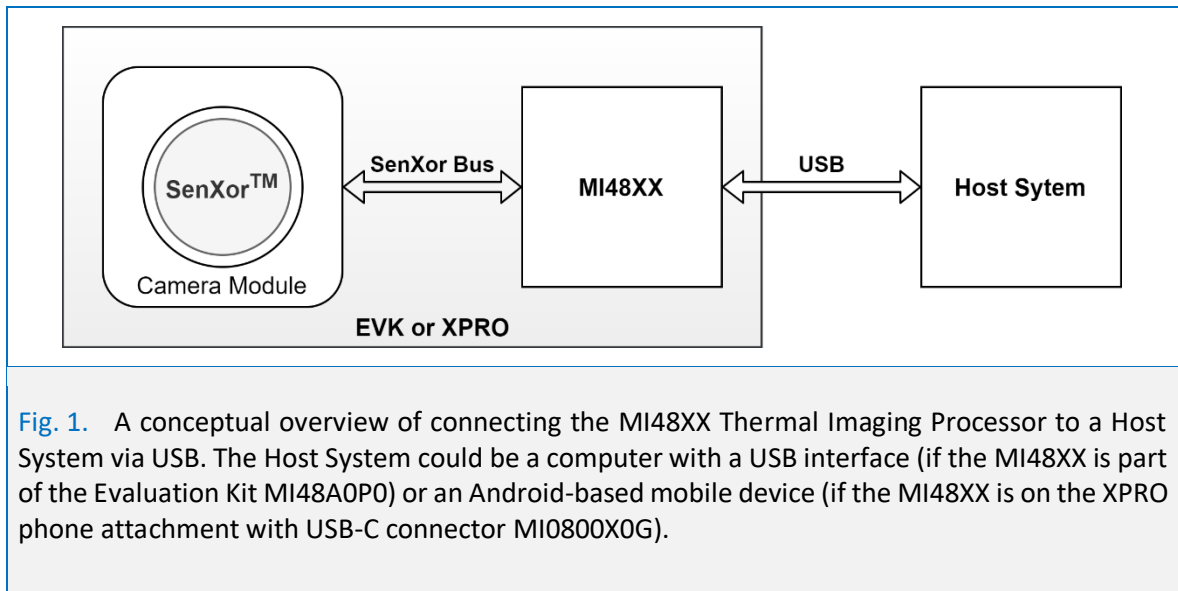 SenXor™
Camera Module
SenXor Bus
MI48XX
USB
Host Sytem
EVK or XPRO
Fig. 1. A conceptual overview of connecting the MI48XX Thermal Imaging Processor to a Host
System via USB. The Host System could be a computer with a USB interface (if the MI48XX is part
of the Evaluation Kit MI48A0P0) or an Android-based mobile device (if the MI48XX is on the XPRO
phone attachment with USB-C connector MI0800X0G).